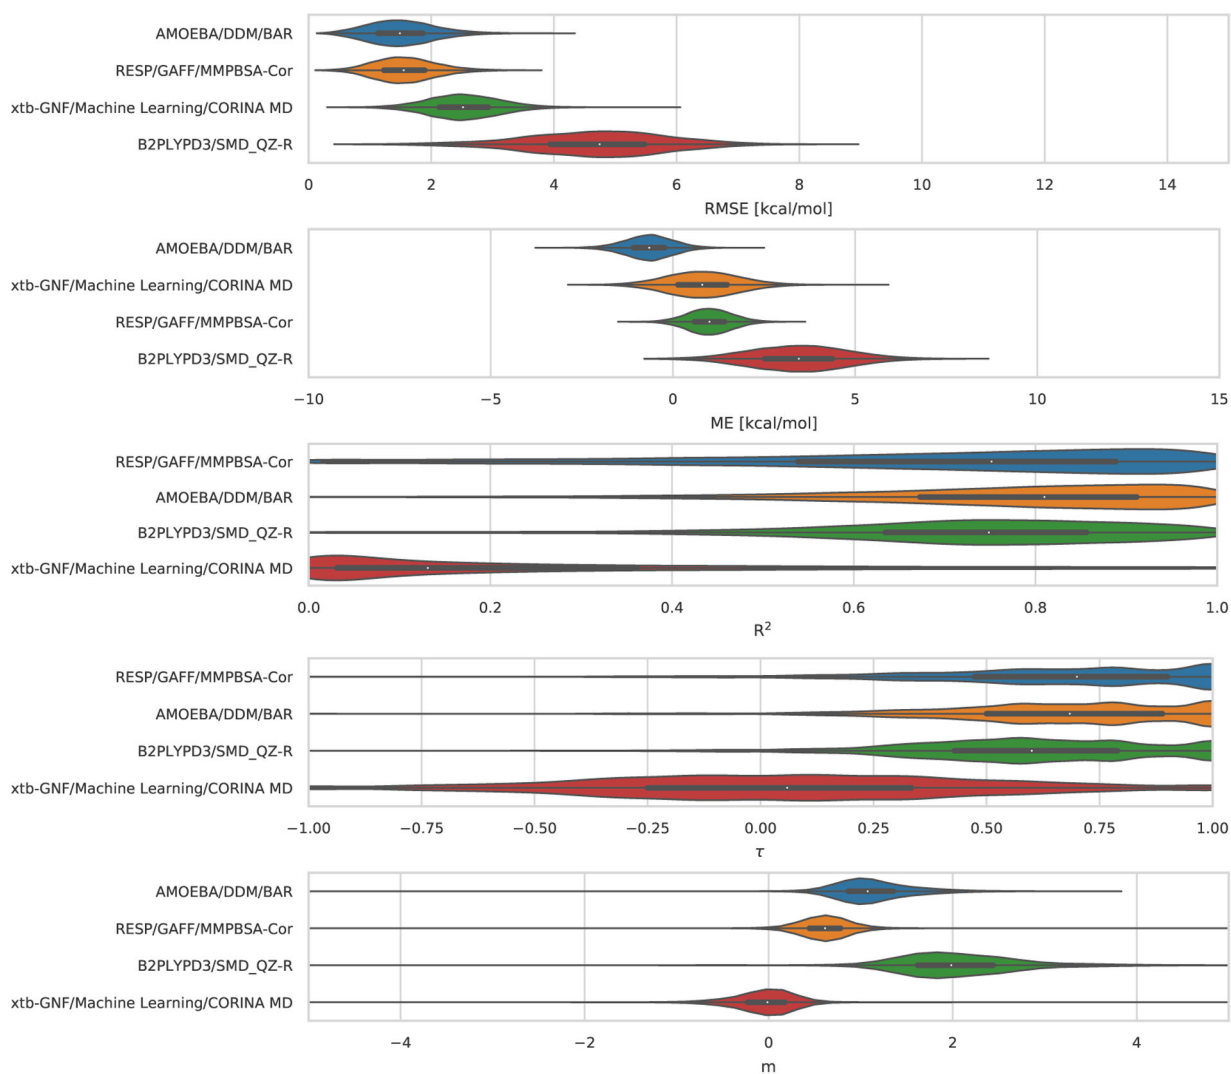 AMOEBA/DDM/BAR
RESP/GAFF/MMPBSA-Cor
xtb-GNF/Machine Learning/CORINA MD
B2PLYPD3/SMD_QZ-R
0 2 4 6 8 10 12 14
RMSE [kcal/mol]
AMOEBA/DDM/BAR
xtb-GNF/Machine Learning/CORINA MD
RESP/GAFF/MMPBSA-Cor
B2PLYPD3/SMD_QZ-R
−10 −5 0 5 10 15
ME [kcal/mol]
RESP/GAFF/MMPBSA-Cor
AMOEBA/DDM/BAR
B2PLYPD3/SMD_QZ-R
xtb-GNF/Machine Learning/CORINA MD
0.0 0.2 0.4 0.6 0.8 1.0
R²
RESP/GAFF/MMPBSA-Cor
AMOEBA/DDM/BAR
B2PLYPD3/SMD_QZ-R
xtb-GNF/Machine Learning/CORINA MD
−1.00 −0.75 −0.50 −0.25 0.00 0.25 0.50 0.75 1.00
τ
AMOEBA/DDM/BAR
RESP/GAFF/MMPBSA-Cor
B2PLYPD3/SMD_QZ-R
xtb-GNF/Machine Learning/CORINA MD
−4 −2 0 2 4
m